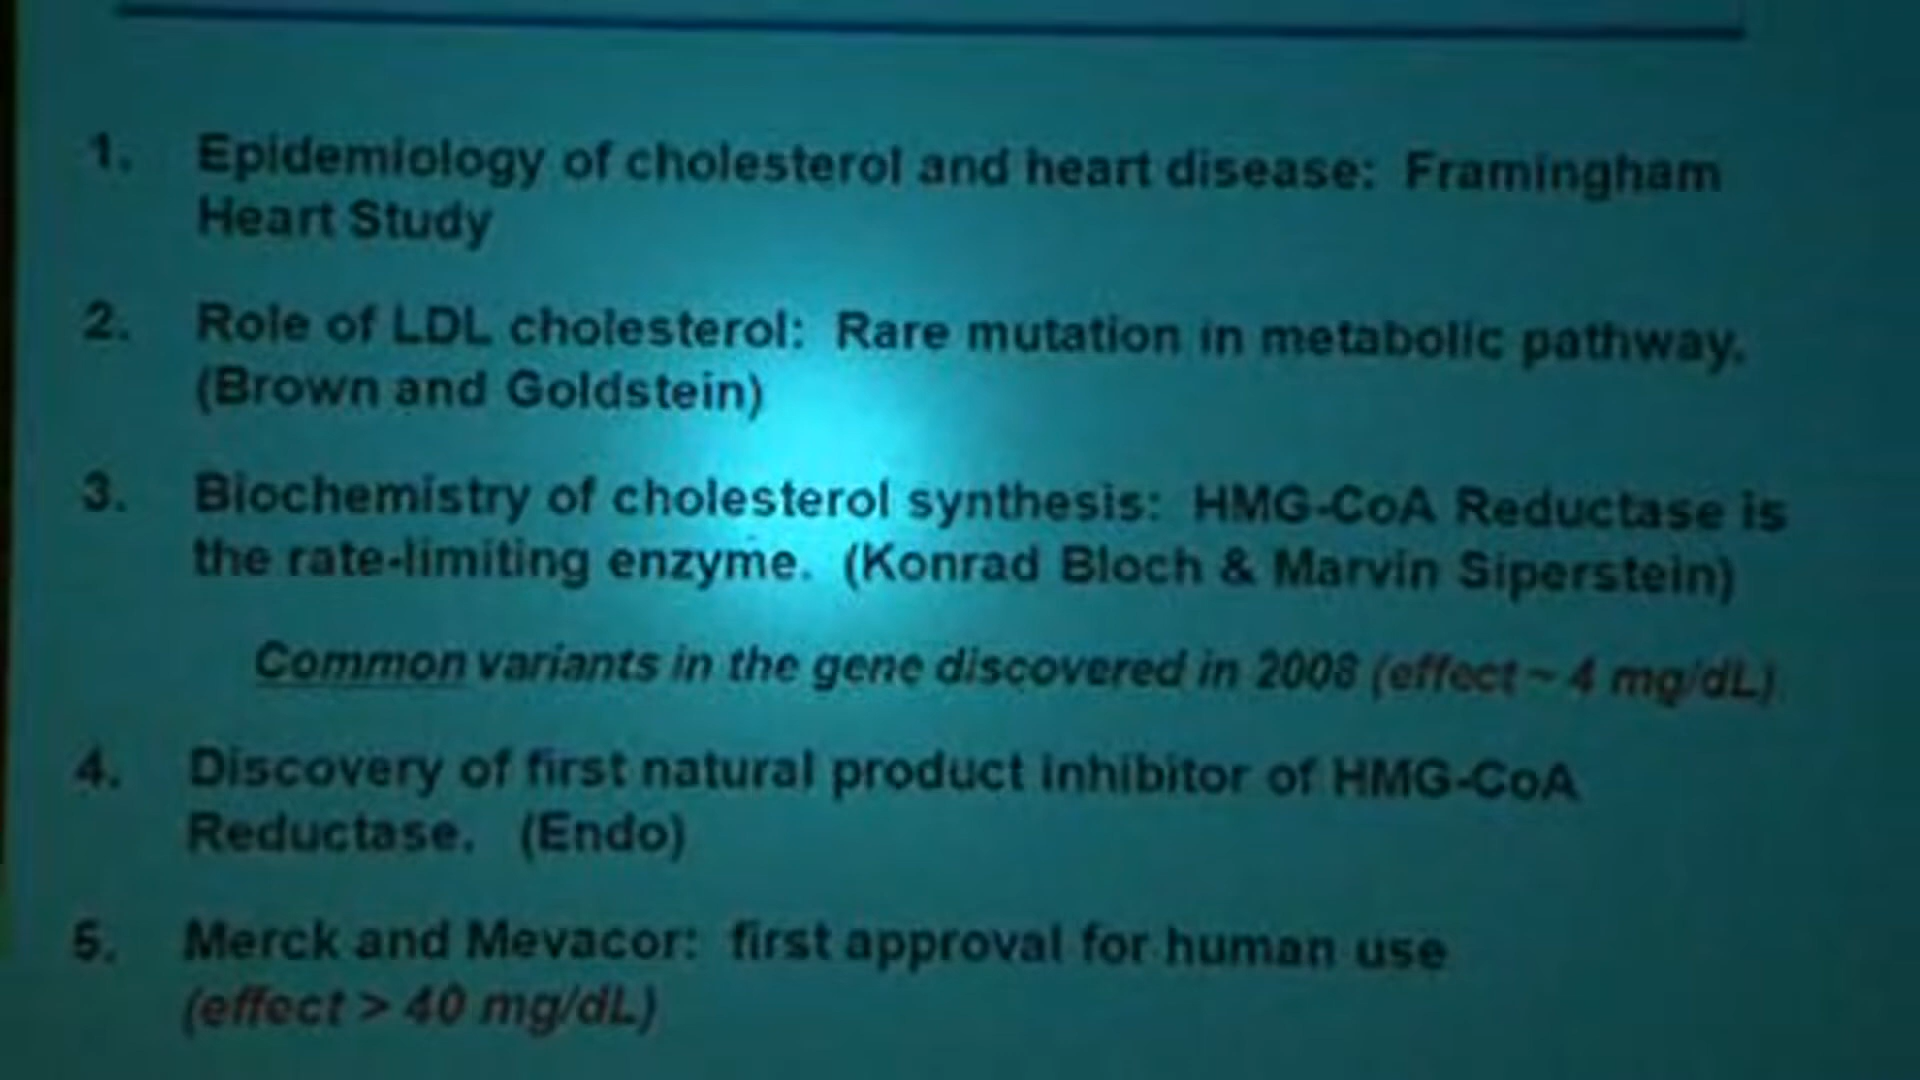 1. Epidemiology of cholesterol and heart disease: Framingham
Heart Study
2. Role of LDL cholesterol: Rare mutation in metabolic pathway.
(Brown and Goldstein)
3. Biochemistry of cholesterol synthesis: HMG-CoA Reductase is
the rate-limiting enzyme. (Konrad Bloch & Marvin Siperstein)
Common variants in the gene discovered in 2008 (effect ~ 4 mg/dL)
4. Discovery of first natural product inhibitor of HMG-CoA
Reductase. (Endo)
5. Merck and Mevacor: first approval for human use
(effect > 40 mg/dL)